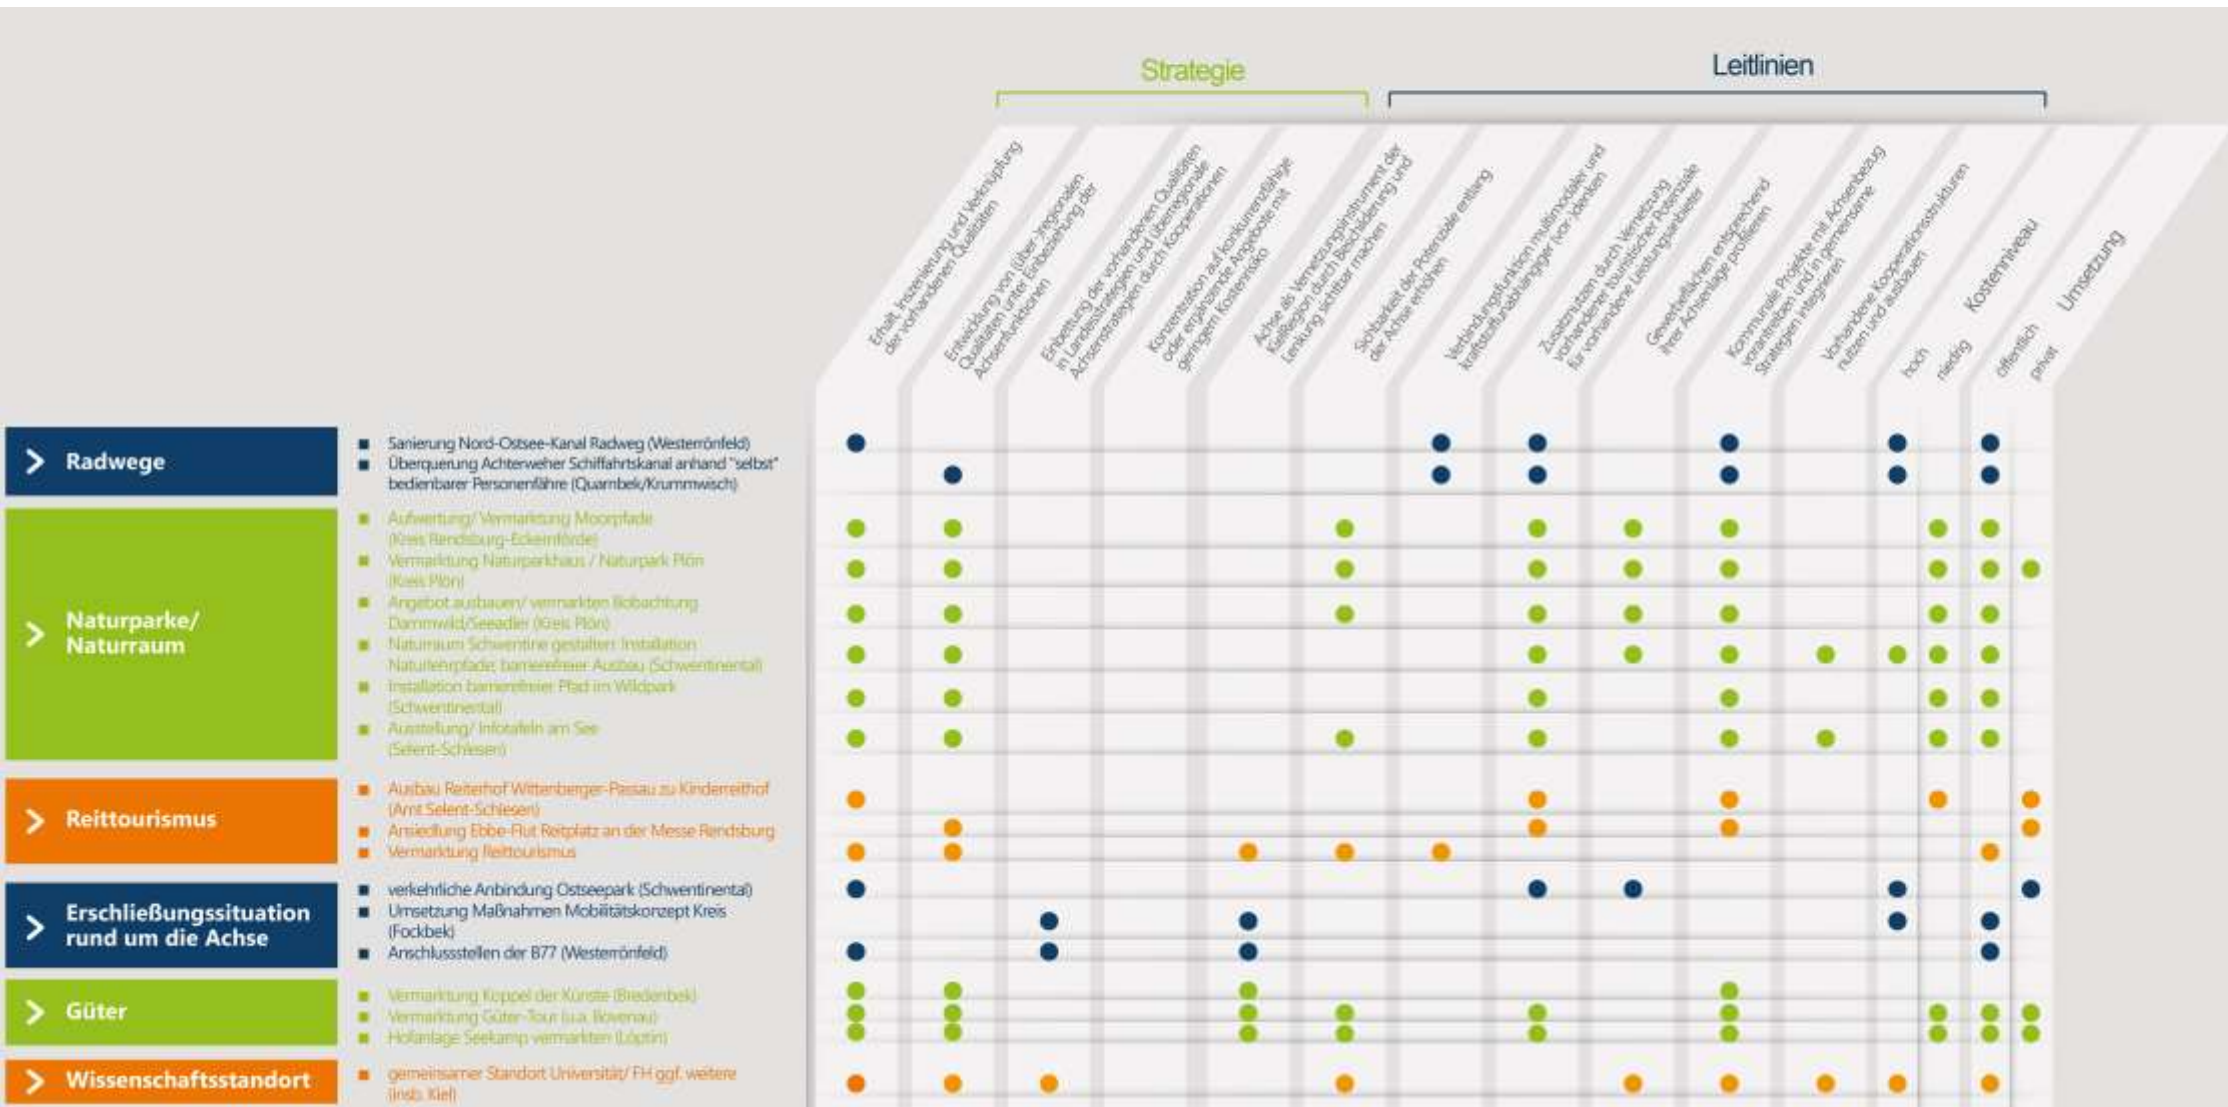 Strategie
Leitlinien
Erhalt, Inszenierung und Verknüpfung
der vorhandenen Qualitäten
Entwicklung von (über-)regionalen
Qualitäten unter Einbeziehung der
Achsenfunktionen
Einbettung der vorhandenen Qualitäten
in Landesstrategien und überregionale
Achsenstrategien durch Kooperationen
Konzentration auf konkurrenzfähige
oder ergänzende Angebote mit
geringem Kostenrisiko
Achse als Vernetzungsinstrument der
KielRegion durch Beschilderung und
Lenkung sichtbar machen
Sichtbarkeit der Potenziale entlang
der Achse erhöhen
Verbindungsfunktion multimodaler und
kraftstoffunabhängiger (vor-)denken
Zusatznutzen durch Vernetzung
vorhandener touristischer Potenziale
für vorhandene Leistungsanbieter
Gewerbeflächen entsprechend
ihrer Achsenlage profilieren
Kommunale Projekte mit Achsenbezug
vorantreiben und in gemeinsame
Strategien integrieren
Vorhandene Kooperationsstrukturen
nutzen und ausbauen
Kostenniveau
hoch
niedrig
Umsetzung
öffentlich
privat
Radwege
Sanierung Nord-Ostsee-Kanal Radweg (Westerrönfeld)
Überquerung Achterweher Schiffahrtskanal anhand "selbst"
bedienbarer Personenfähre (Quarnbek/Krummwisch)
Naturparke/
Naturraum
Aufwertung/ Vermarktung Moorpfade
(Kreis Rendsburg-Eckernförde)
Vermarktung Naturparkhaus / Naturpark Plön
(Kreis Plön)
Angebot ausbauen/ vermarkten Bobachtung
Dammwild/Seeadler (Kreis Plön)
Naturraum Schwentine gestalten: Installation
Naturlehrpfade; barrierefreier Ausbau (Schwentinental)
Installation barrierefreier Pfad im Wildpark
(Schwentinental)
Ausstellung/ Infotafeln am See
(Selent-Schlesen)
Reittourismus
Ausbau Reiterhof Wittenberger-Passau zu Kinderreithof
(Amt Selent-Schlesen)
Ansiedlung Ebbe-Flut Reitplatz an der Messe Rendsburg
Vermarktung Reittourismus
Erschließungssituation
rund um die Achse
verkehrliche Anbindung Ostseepark (Schwentinental)
Umsetzung Maßnahmen Mobilitätskonzept Kreis
(Fockbek)
Anschlussstellen der B77 (Westerrönfeld)
Güter
Vermarktung Koppel der Künste (Bredenbek)
Vermarktung Güter-Tour (u.a. Bovenau)
Hofanlage Seekamp vermarkten (Löptin)
Wissenschaftsstandort
gemeinsamer Standort Universität/ FH ggf. weitere
(insb. Kiel)